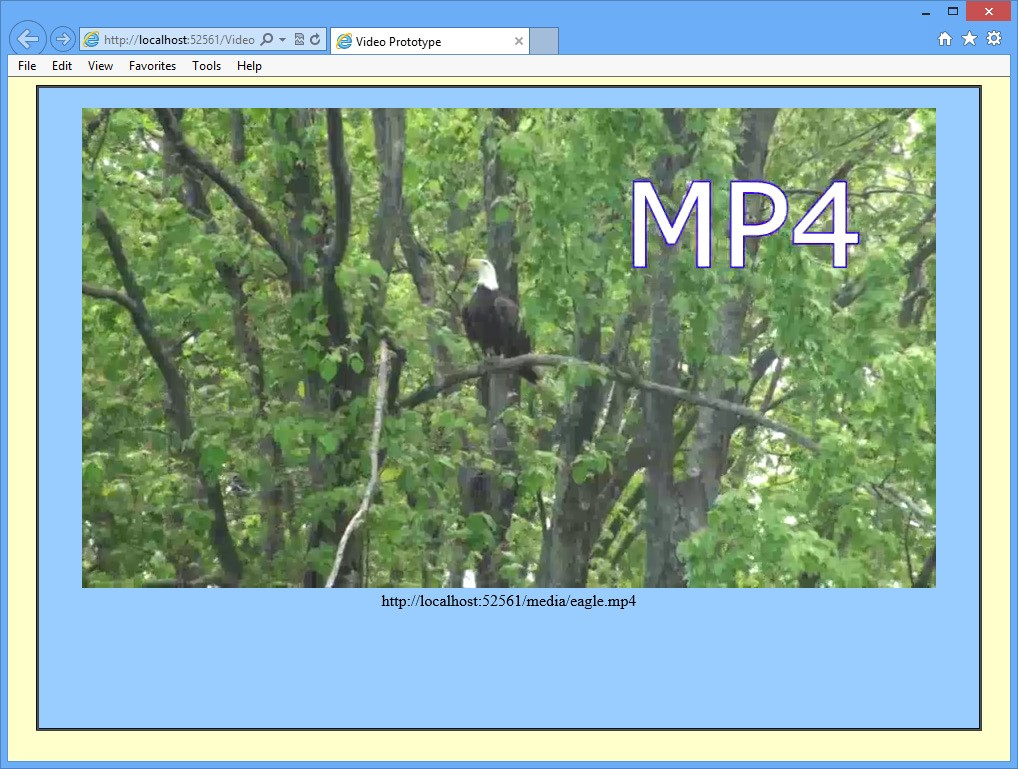 http://localhost:52561/Video
Video Prototype
File Edit View Favorites Tools Help
MP4
http://localhost:52561/media/eagle.mp4